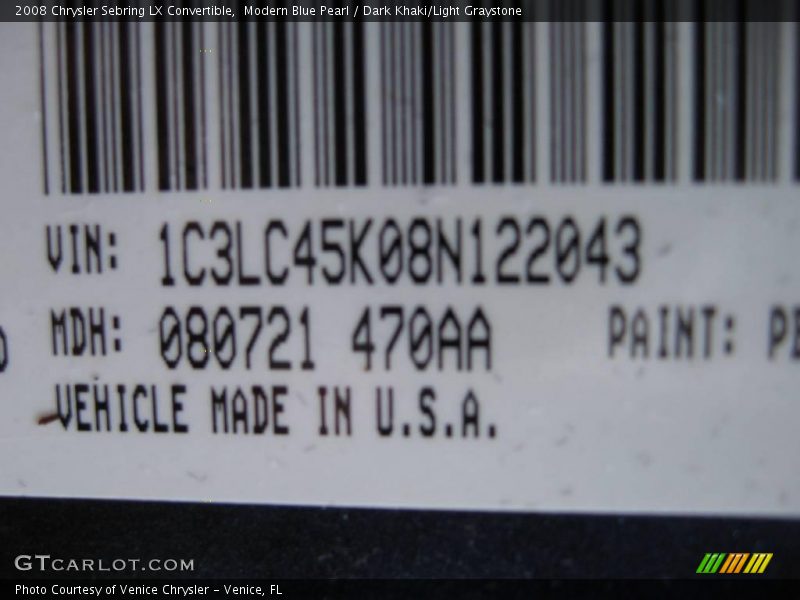 2008 Chrysler Sebring LX Convertible,  Modern Blue Pearl / Dark Khaki/Light Graystone
VIN: 1C3LC45K08N122043
MDH: 080721 470AA PAINT:
VEHICLE MADE IN U.S.A.
GTCARLOT.COM
Photo Courtesy of Venice Chrysler - Venice, FL